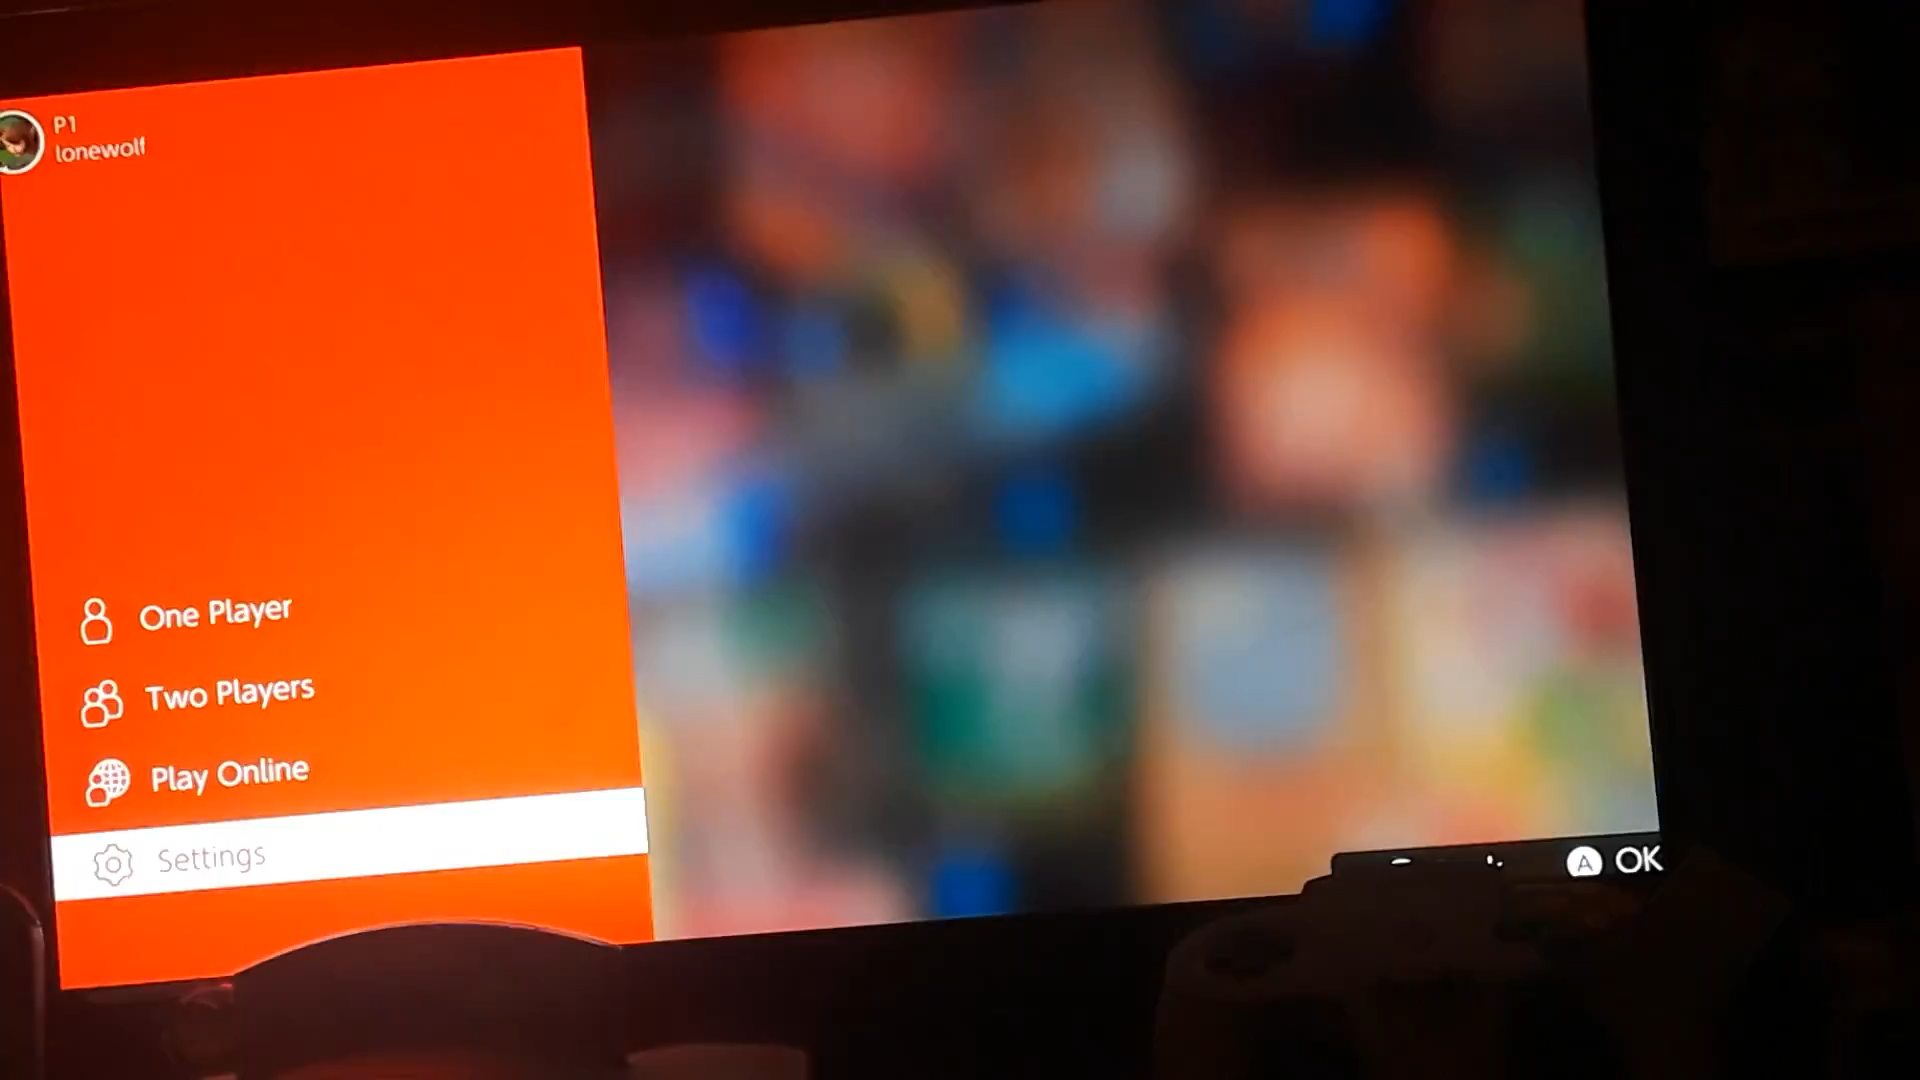 P1
lonewolf
One Player
Two Players
Play Online
Settings
A OK